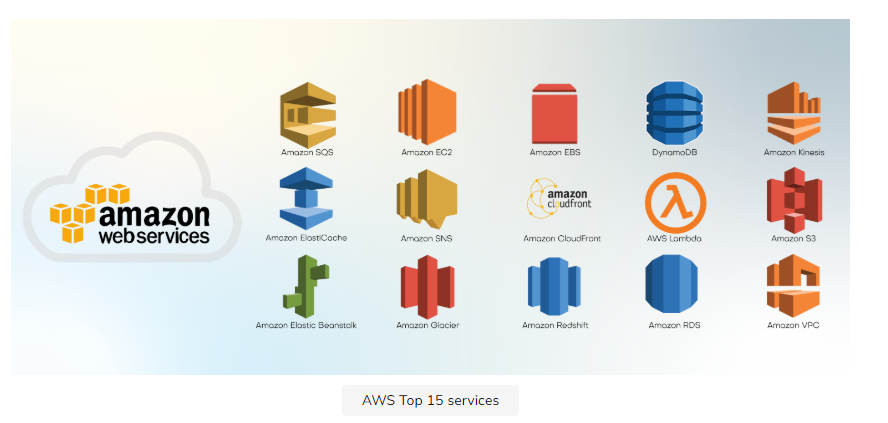 amazon
webservices
Amazon SQS
Amazon EC2
Amazon EBS
DynamoDB
Amazon Kinesis
Amazon ElastiCache
Amazon SNS
amazon
cloudfront
Amazon CloudFront
AWS Lambda
Amazon S3
Amazon Elastic Beanstalk
Amazon Glacier
Amazon Redshift
Amazon RDS
Amazon VPC
AWS Top 15 services